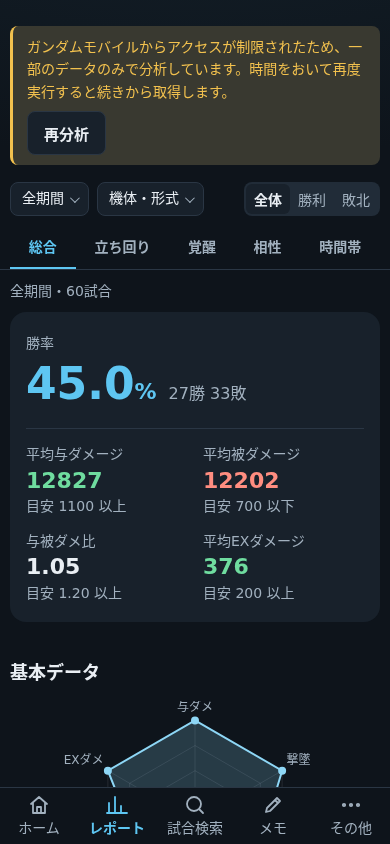 ガンダムモバイルからアクセスが制限されたため、一
部のデータのみで分析しています。時間をおいて再度
実行すると続きから取得します。
再分析
全期間 機体・形式 全体 勝利 敗北
総合 立ち回り 覚醒 相性 時間帯
全期間・60試合
勝率
45.0% 27勝 33敗
平均与ダメージ 平均被ダメージ
12827 12202
目安 1100 以上 目安 700 以下
与被ダメ比 平均EXダメージ
1.05 376
目安 1.20 以上 目安 200 以上
基本データ
与ダメ
EXダメ 撃墜
ホーム レポート 試合検索 メモ その他